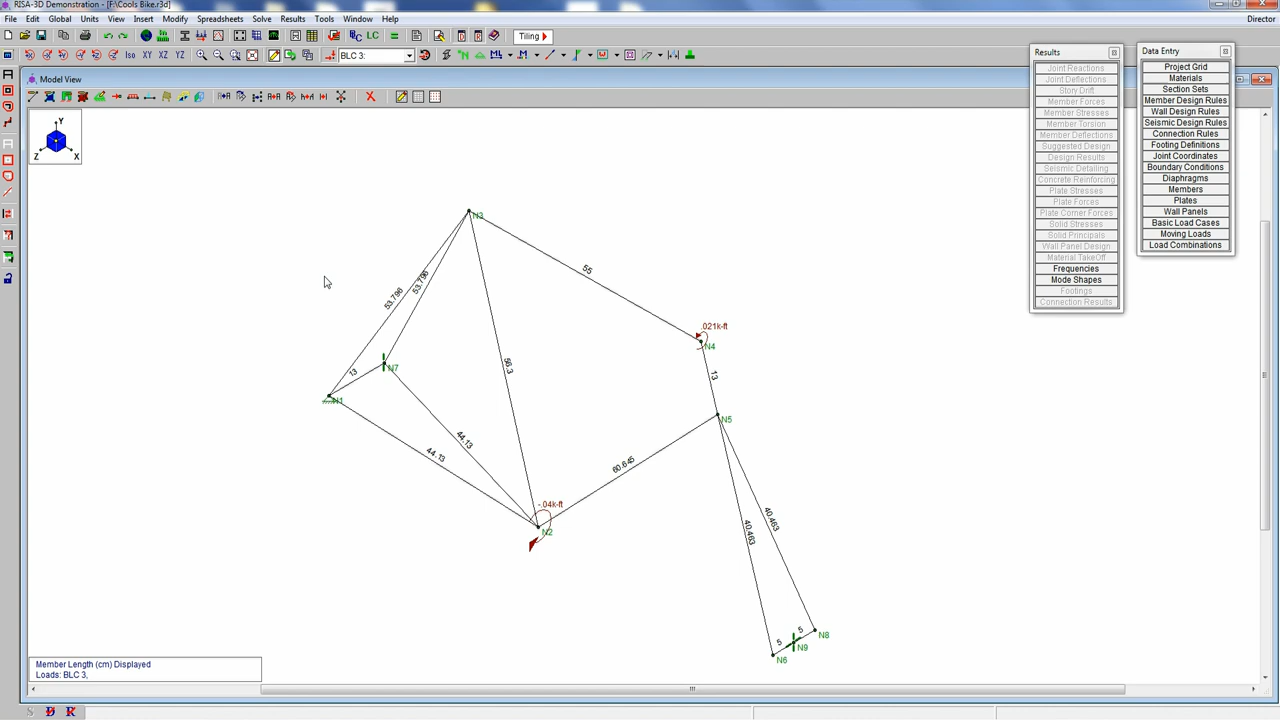 RISA-3D Demonstration - [F:\Cools Bike.r3d]
File Edit Global Units View Insert Modify Spreadsheets Solve Results Tools Window Help
Director
BC LC = Tiling
Iso XY XZ YZ BLC 3:
Model View
Results
Joint Reactions
Joint Deflections
Story Drift
Member Forces
Member Stresses
Member Torsion
Member Deflections
Suggested Design
Design Results
Seismic Detailing
Concrete Reinforcing
Plate Stresses
Plate Forces
Plate Corner Forces
Solid Stresses
Solid Principals
Wall Panel Design
Material TakeOff
Frequencies
Mode Shapes
Footings
Connection Results
Data Entry
Project Grid
Materials
Section Sets
Member Design Rules
Wall Design Rules
Seismic Design Rules
Connection Rules
Footing Definitions
Joint Coordinates
Boundary Conditions
Diaphragms
Members
Plates
Wall Panels
Basic Load Cases
Moving Loads
Load Combinations
Y
Z X
N3
55
53.796
53.796
.021k-ft
N4
N7
13
56.3
13
N1
N5
44.13
44.13
60.645
-.04k-ft
N2
40.463
40.463
5
5
N8
N9
N6
Member Length (cm) Displayed
Loads: BLC 3,
S D R